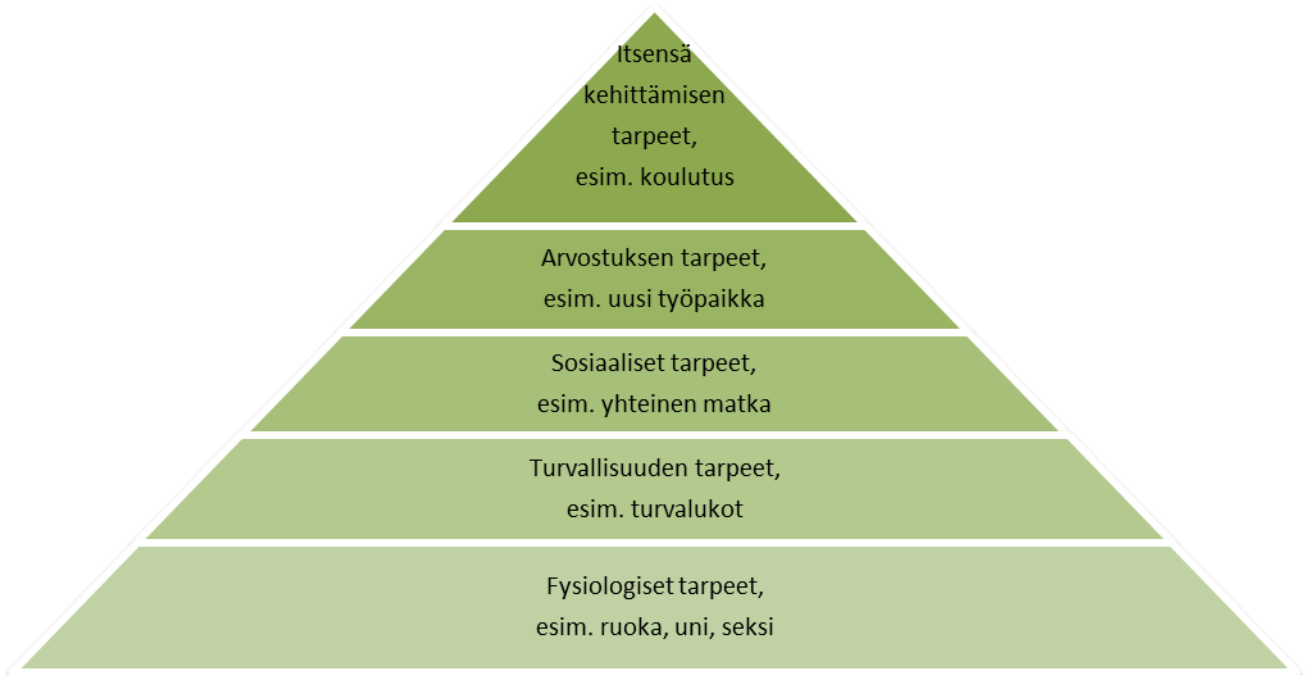 Itsensä
kehittämisen
tarpeet,
esim. koulutus
Arvostuksen tarpeet,
esim. uusi työpaikka
Sosiaaliset tarpeet,
esim. yhteinen matka
Turvallisuuden tarpeet,
esim. turvalukot
Fysiologiset tarpeet,
esim. ruoka, uni, seksi